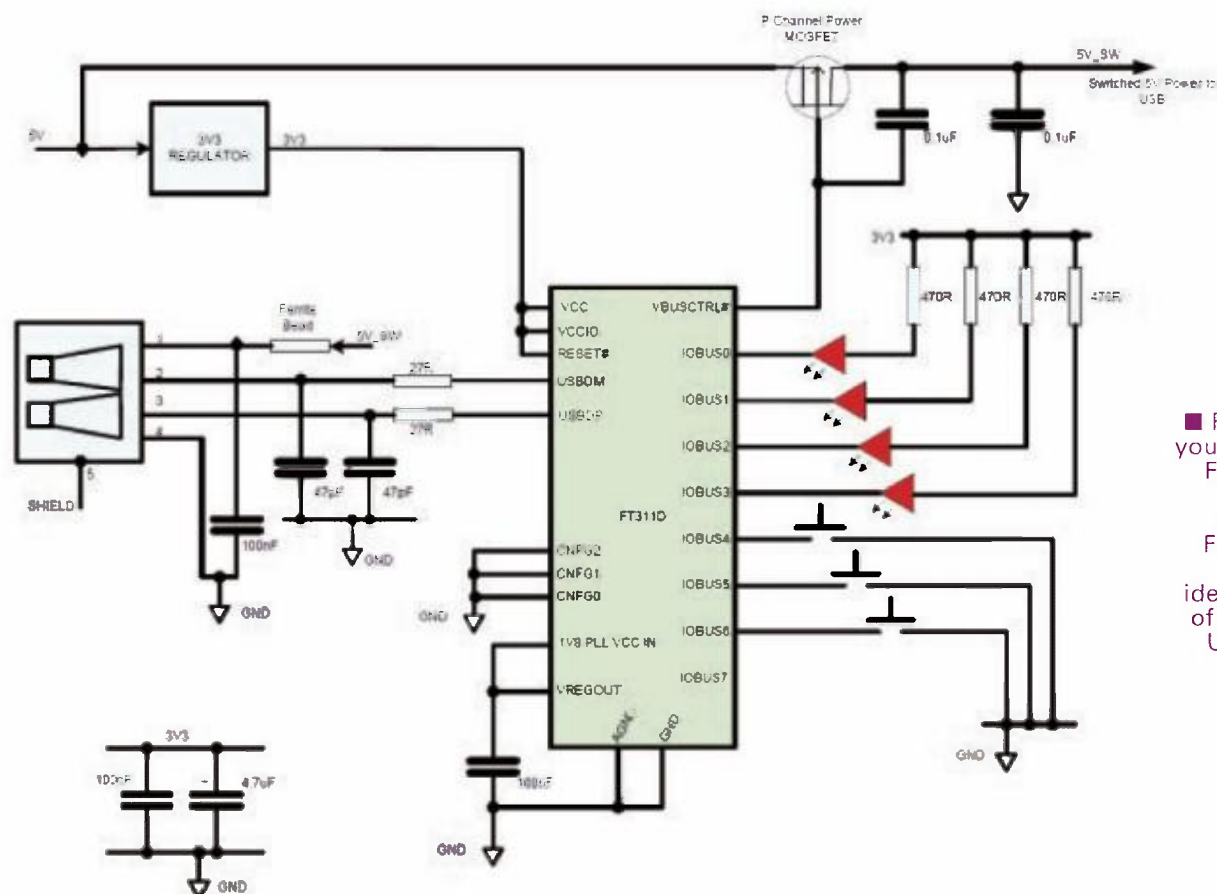 P Channel Power
MOSFET
5V_SW
Switched 5V Power to
USB
0.1uF
0.1uF
5V
3V3
REGULATOR
3V3
3V3
470R
470R
470R
470R
VCC
VCCIO
RESET#
USBDM
USBDP
CNFG2
CNFG1
CNFG0
1V8 PLL VCC IN
VREGOUT
AGND
GND
FT311D
VBUSCTRL#
IOBUS0
IOBUS1
IOBUS2
IOBUS3
IOBUS4
IOBUS5
IOBUS6
IOBUS7
Ferrite
Bead
5V_SW
1
2
3
4
5
SHIELD
27R
27R
47pF
47pF
GND
100nF
GND
GND
100nF
GND
GND
3V3
100nF
4.7uF
+
GND
■ F
you
F
F
ide
of
U